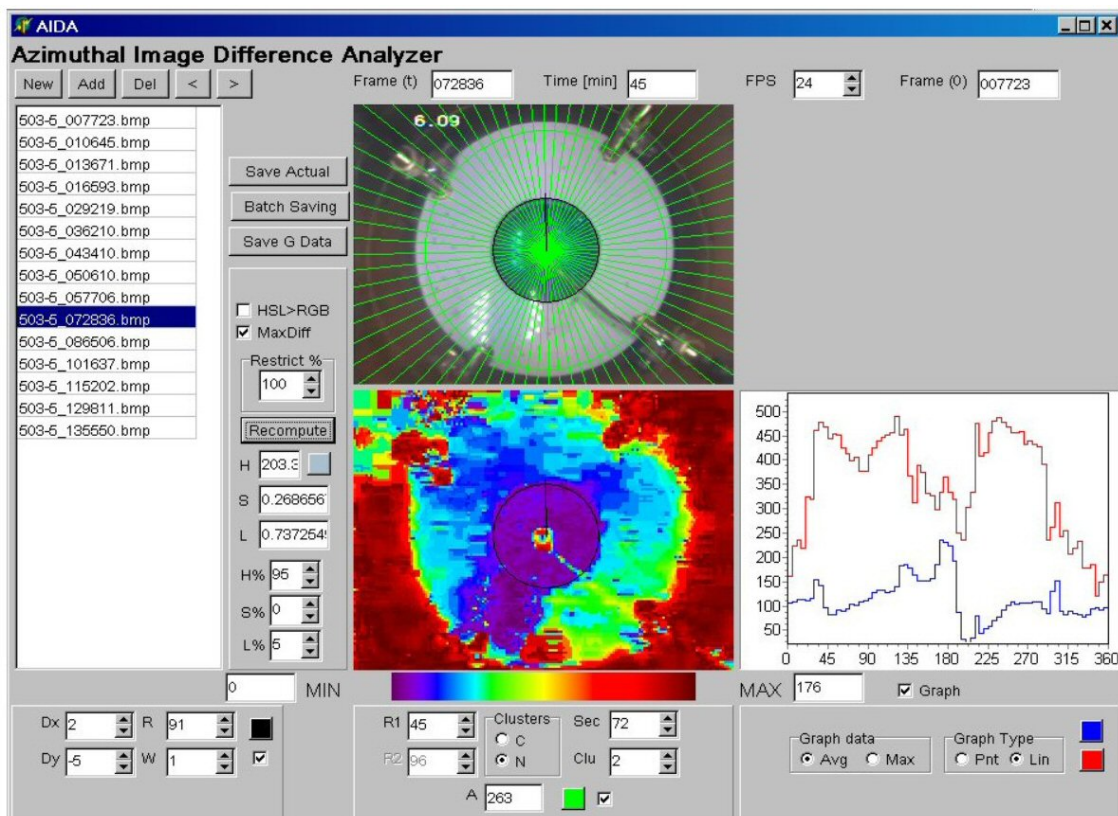 AIDA
Azimuthal Image Difference Analyzer
New Add Del < > Frame (t) 072836 Time [min] 45 FPS 24 Frame (0) 007723
503-5_007723.bmp
503-5_010645.bmp
503-5_013671.bmp
503-5_016593.bmp
503-5_029219.bmp
503-5_036210.bmp
503-5_043410.bmp
503-5_050610.bmp
503-5_057706.bmp
503-5_072836.bmp
503-5_086506.bmp
503-5_101637.bmp
503-5_115202.bmp
503-5_129811.bmp
503-5_135550.bmp
Save Actual
Batch Saving
Save G Data
HSL>RGB
MaxDiff
Restrict %
100
Recompute
H 203.3
S 0.2686567
L 0.7372549
H% 95
S% 0
L% 5
6.09
500
450
400
350
300
250
200
150
100
50
0 45 90 135 180 225 270 315 360
0 MIN MAX 176 Graph
Dx 2 R 91
Dy -5 W 1
R1 45 Clusters Sec 72
C
R2 96 N Clu 2
A 263
Graph data Graph Type
Avg Max Pnt Lin